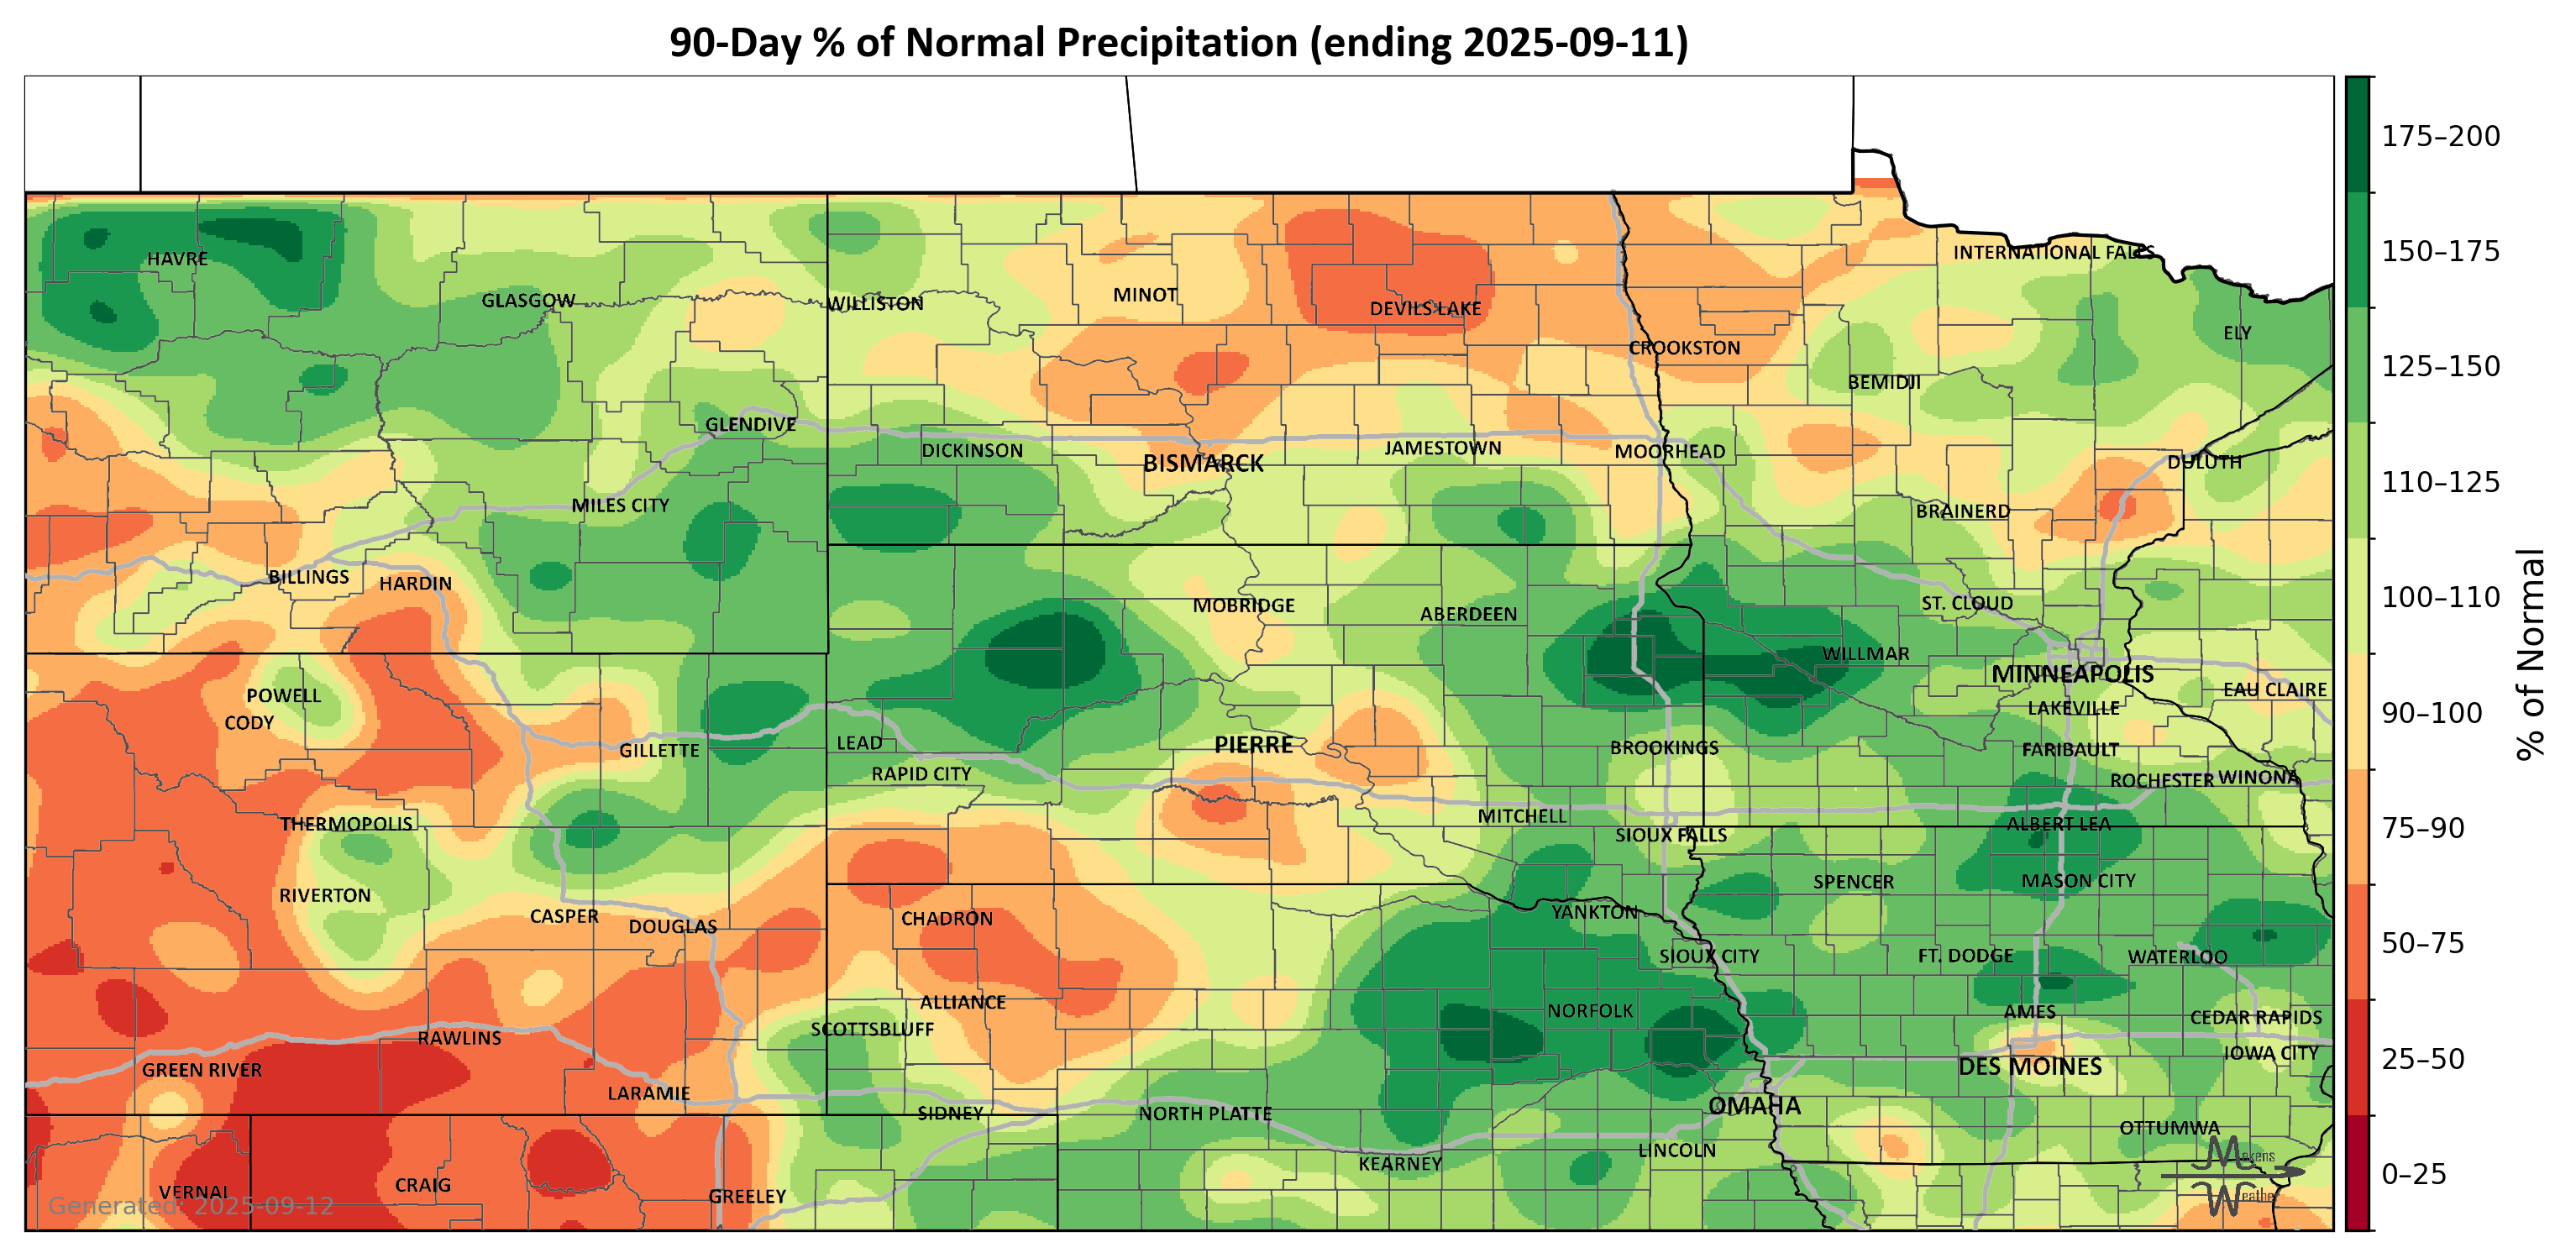 90-Day % of Normal Precipitation (ending 2025-09-11)
175–200
HAVRE
INTERNATIONAL FALLS
150–175
GLASGOW
WILLISTON
MINOT
DEVILS LAKE
ELY
CROOKSTON
125–150
BEMIDJI
GLENDIVE
DICKINSON
BISMARCK
JAMESTOWN
MOORHEAD
DULUTH
110–125
MILES CITY
BRAINERD
BILLINGS
HARDIN
MOBRIDGE
ABERDEEN
ST. CLOUD
100–110
WILLMAR
MINNEAPOLIS
POWELL
EAU CLAIRE
CODY
LAKEVILLE
90–100
% of Normal
GILLETTE
LEAD
PIERRE
BROOKINGS
FARIBAULT
RAPID CITY
ROCHESTER
WINONA
THERMOPOLIS
MITCHELL
ALBERT LEA
75–90
SIOUX FALLS
RIVERTON
SPENCER
MASON CITY
CASPER
DOUGLAS
CHADRON
YANKTON
50–75
SIOUX CITY
FT. DODGE
WATERLOO
ALLIANCE
NORFOLK
AMES
CEDAR RAPIDS
SCOTTSBLUFF
RAWLINS
IOWA CITY
25–50
GREEN RIVER
DES MOINES
LARAMIE
SIDNEY
NORTH PLATTE
OMAHA
OTTUMWA
LINCOLN
KEARNEY
Makens
0–25
VERNAL
CRAIG
GREELEY
Weather
Generated: 2025-09-12